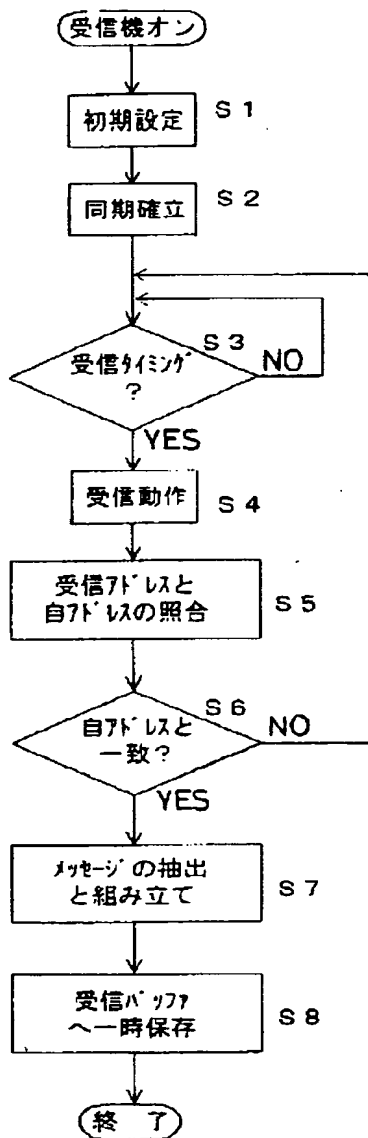 受信機オン
初期設定 S1
同期確立 S2
S3
受信ﾀｲﾐﾝｸﾞ NO
?
YES
受信動作 S4
受信ｱﾄﾞﾚｽと
自ｱﾄﾞﾚｽの照合 S5
S6
自アドレスと NO
一致?
YES
ﾒｯｾｰｼﾞの抽出
と組み立て S7
受信ﾊﾞｯﾌｧ
へ一時保存 S8
終 了